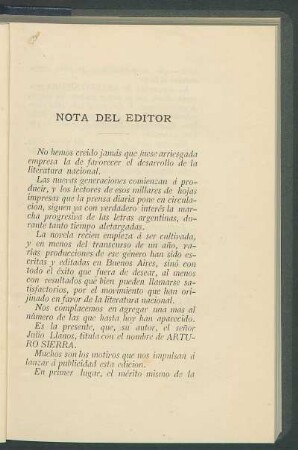 NOTA DEL EDITOR
No hemos creido jamás que fuese arriesgada
empresa la de favorecer el desarrollo de la
literatura nacional.
Las nuevas generaciones comienzan á pro-
ducir, y los lectores de esos millares de hojas
impresas que la prensa diaria pone en circula-
ción, siguen ya con verdadero interés la mar-
cha progresiva de las letras argentinas, du-
rante tanto tiempo aletargadas.
La novela recien empieza á ser cultivada,
y en menos del transcurso de un año, va-
rias producciones de ese género han sido es-
critas y editadas en Buenos Aires, sinó con
todo el éxito que fuera de desear, al menos
con resultados que bien pueden llamarse sa-
tisfactorios, por el movimiento que han ori-
jinado en favor de la literatura nacional.
Nos complacemos en agregar una mas al
número de las que hasta hoy han aparecido.
Es la presente, que, su autor, el señor
Julio Llanos, titula con el nombre de ARTU-
RO SIERRA.
Muchos son los motivos que nos impulsan á
lanzar á publicidad esta edicion.
En primer lugar, el mérito mismo de la